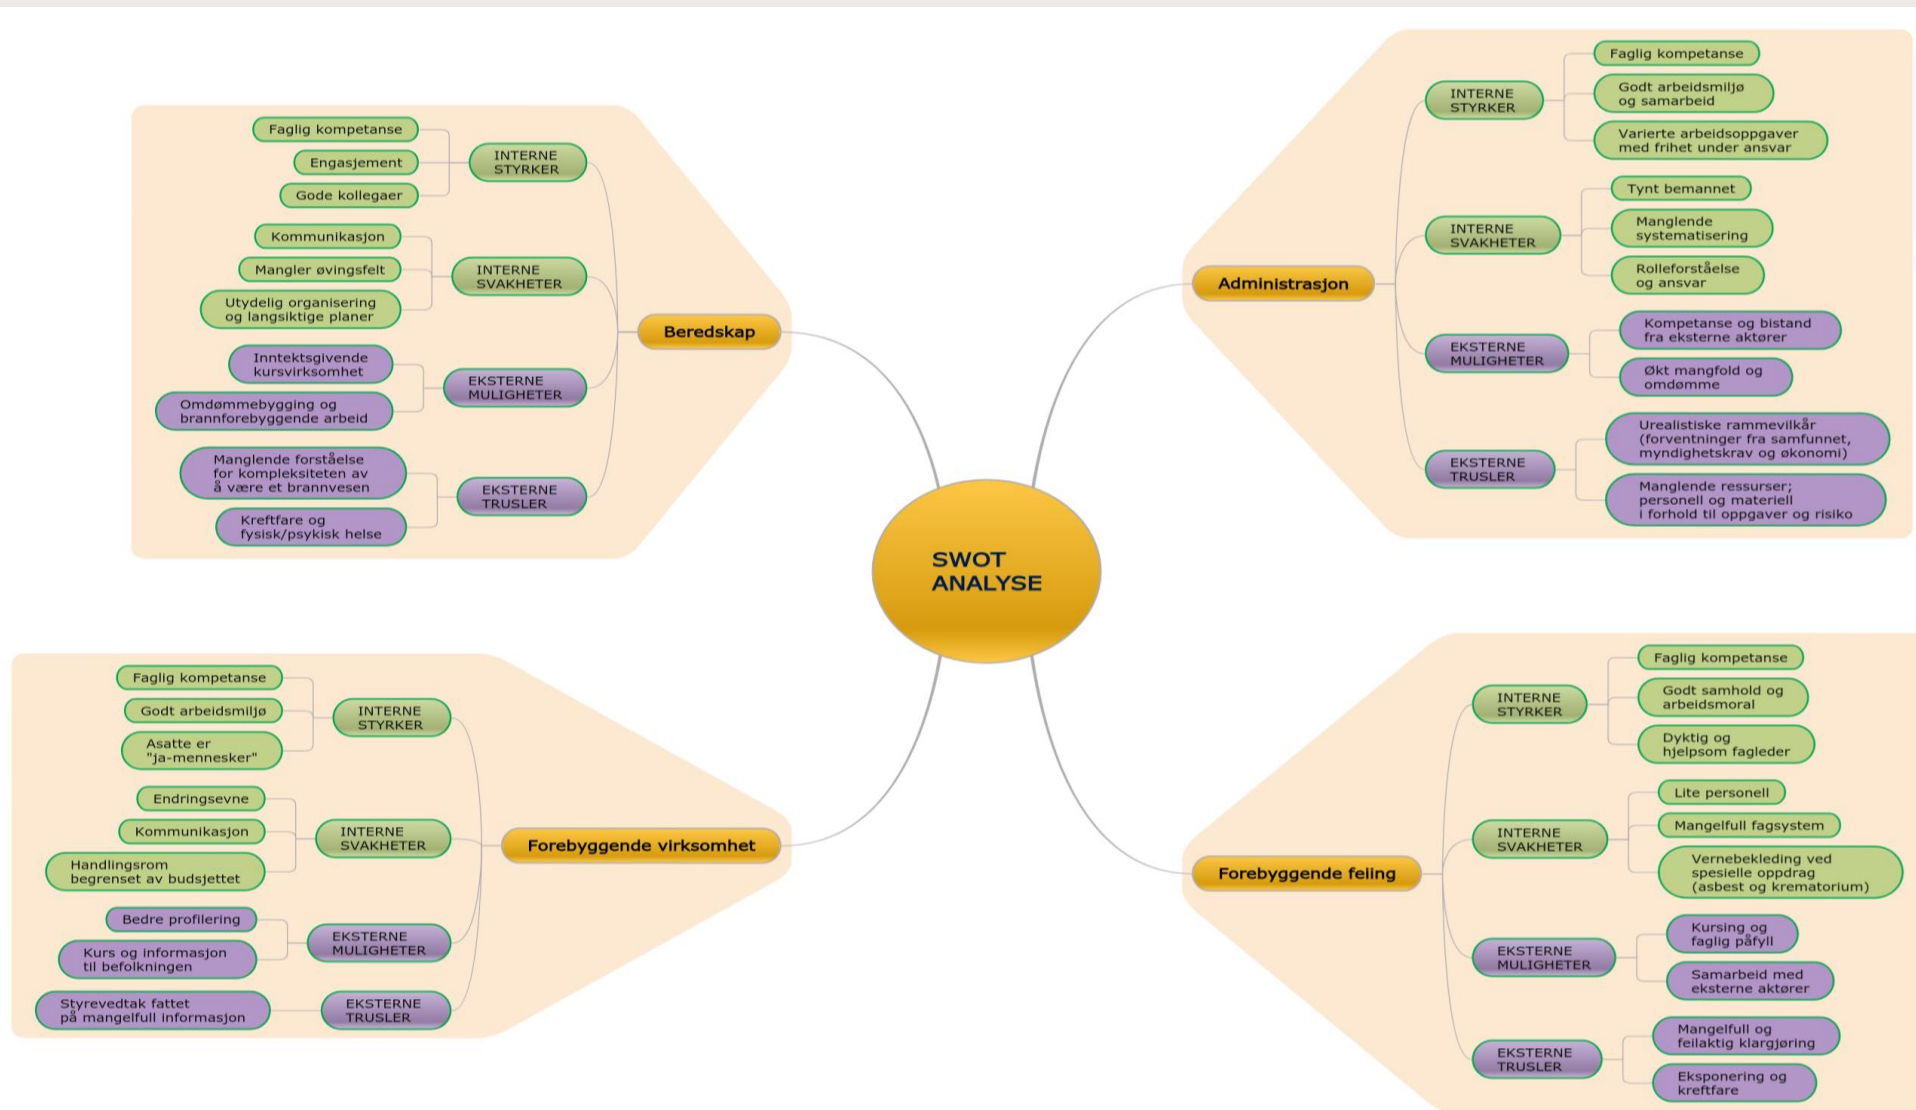 SWOT
ANALYSE
Beredskap
INTERNE
STYRKER
Faglig kompetanse
Engasjement
Gode kollegaer
INTERNE
SVAKHETER
Kommunikasjon
Mangler øvingsfelt
Utydelig organisering
og langsiktige planer
EKSTERNE
MULIGHETER
Inntektsgivende
kursvirksomhet
Omdømmebygging og
brannforebyggende arbeid
EKSTERNE
TRUSLER
Manglende forståelse
for kompleksiteten av
å være et brannvesen
Kreftfare og
fysisk/psykisk helse
Administrasjon
INTERNE
STYRKER
Faglig kompetanse
Godt arbeidsmiljø
og samarbeid
Varierte arbeidsoppgaver
med frihet under ansvar
INTERNE
SVAKHETER
Tynt bemannet
Manglende
systematisering
Rolleforståelse
og ansvar
EKSTERNE
MULIGHETER
Kompetanse og bistand
fra eksterne aktører
Økt mangfold og
omdømme
EKSTERNE
TRUSLER
Urealistiske rammevilkår
(forventninger fra samfunnet,
myndighetskrav og økonomi)
Manglende ressurser;
personell og materiell
i forhold til oppgaver og risiko
Forebyggende virksomhet
INTERNE
STYRKER
Faglig kompetanse
Godt arbeidsmiljø
Asatte er
"ja-mennesker"
INTERNE
SVAKHETER
Endringsevne
Kommunikasjon
Handlingsrom
begrenset av budsjettet
EKSTERNE
MULIGHETER
Bedre profilering
Kurs og informasjon
til befolkningen
EKSTERNE
TRUSLER
Styrevedtak fattet
på mangelfull informasjon
Forebyggende feiing
INTERNE
STYRKER
Faglig kompetanse
Godt samhold og
arbeidsmoral
Dyktig og
hjelpsom fagleder
INTERNE
SVAKHETER
Lite personell
Mangelfull fagsystem
Vernebekleding ved
spesielle oppdrag
(asbest og krematorium)
EKSTERNE
MULIGHETER
Kursing og
faglig påfyll
Samarbeid med
eksterne aktører
EKSTERNE
TRUSLER
Mangelfull og
feilaktig klargjøring
Eksponering og
kreftfare